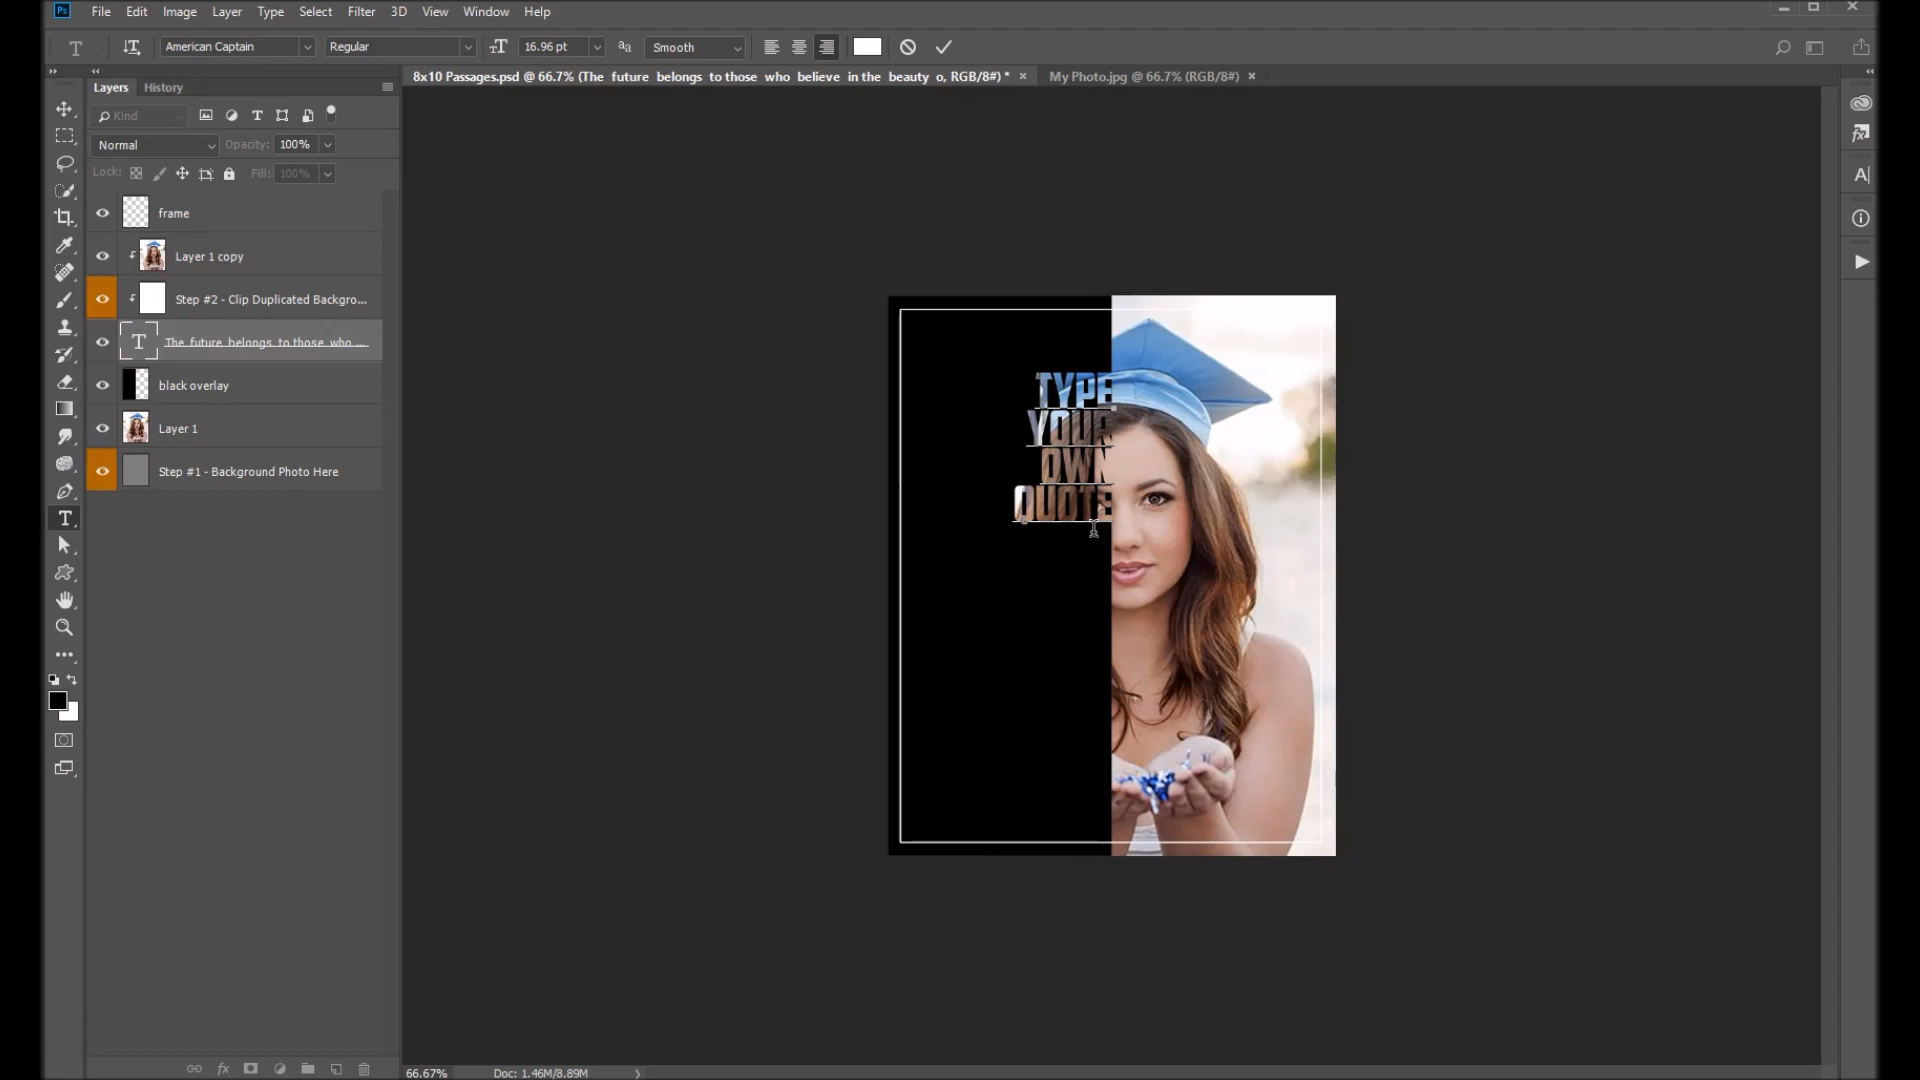 Ps File Edit Image Layer Type Select Filter 3D View Window Help
T American Captain Regular 16.96 pt aa Smooth
8x10 Passages.psd @ 66.7% (The future belongs to those who believe in the beauty o, RGB/8#) * × My Photo.jpg @ 66.7% (RGB/8#) ×
Layers History
Kind
Normal Opacity: 100%
Lock: Fill: 100%
frame
Layer 1 copy
Step #2 - Clip Duplicated Backgro...
The future belongs to those who ...
black overlay
Layer 1
Step #1 - Background Photo Here
TYPE
YOUR
OWN
QUOTE
66.67% Doc: 1.46M/8.89M